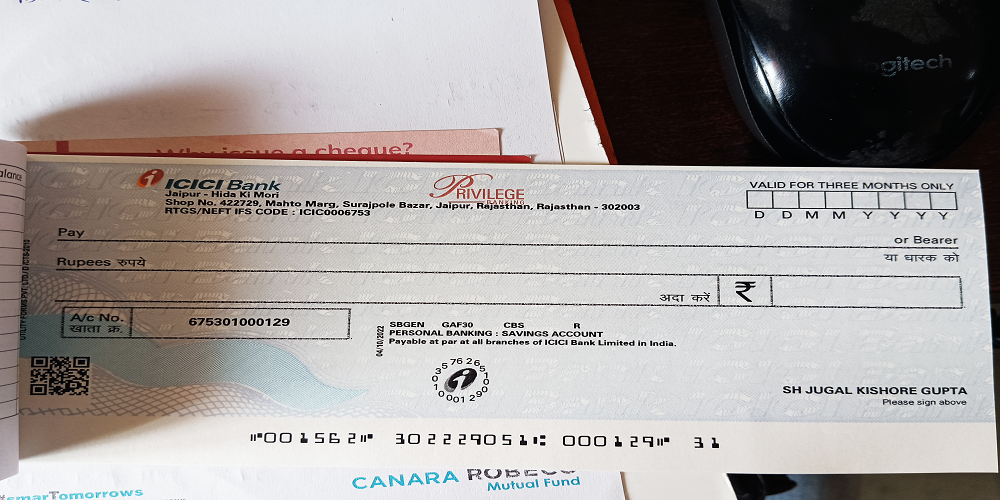 gitech
Why issue a cheque?
alance
ICICI Bank
Jaipur - Hida Ki Mori
Shop No. 422729, Mahto Marg, Surajpole Bazar, Jaipur, Rajasthan, Rajasthan - 302003
RTGS/NEFT IFS CODE : ICIC0006753
PRIVILEGE
BANKING
VALID FOR THREE MONTHS ONLY
D D M M Y Y Y Y
Pay
or Bearer
Rupees रुपये
या धारक को
अदा करें ₹
A/c No.
खाता क्र.
675301000129
SBGEN GAF30 CBS R
PERSONAL BANKING : SAVINGS ACCOUNT
Payable at par at all branches of ICICI Bank Limited in India.
04/10/2022
SH JUGAL KISHORE GUPTA
Please sign above
⑈001562⑈ 302229051⑆ 000129⑈ 31
CANARA ROBECO
Mutual Fund
#smarTomorrows